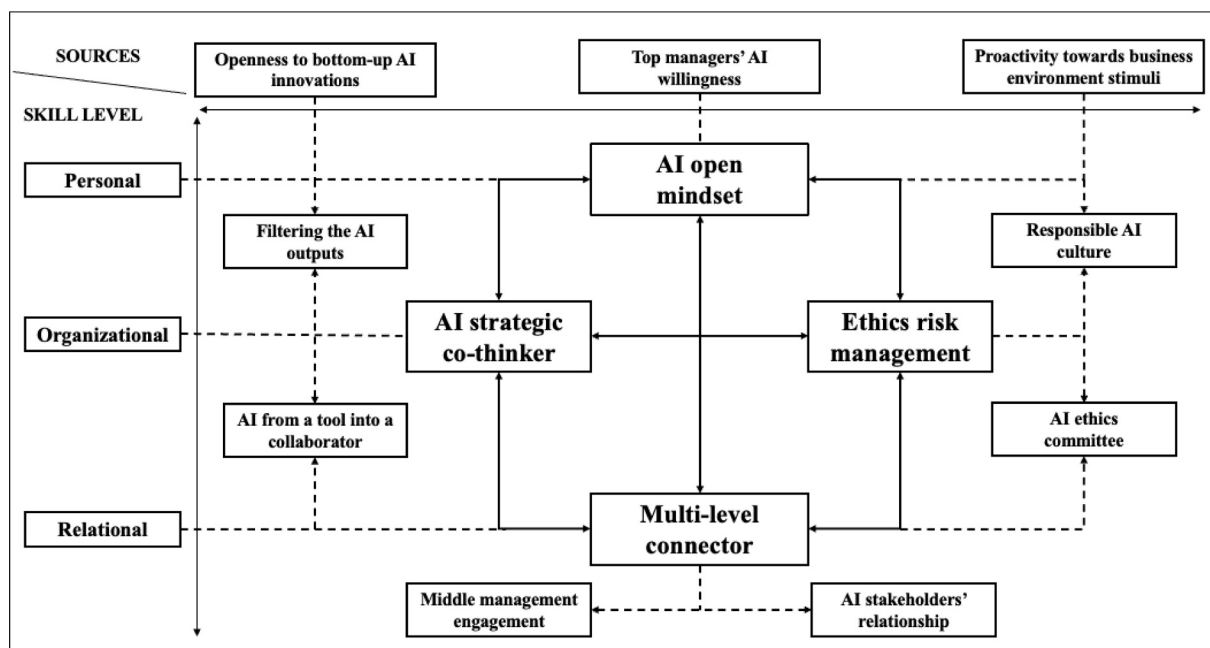 SOURCES
Openness to bottom-up AI
innovations
Top managers’ AI
willingness
Proactivity towards business
environment stimuli
SKILL LEVEL
Personal
AI open
mindset
Filtering the AI
outputs
Responsible AI
culture
Organizational
AI strategic
co-thinker
Ethics risk
management
AI from a tool into a
collaborator
AI ethics
committee
Relational
Multi-level
connector
Middle management
engagement
AI stakeholders’
relationship